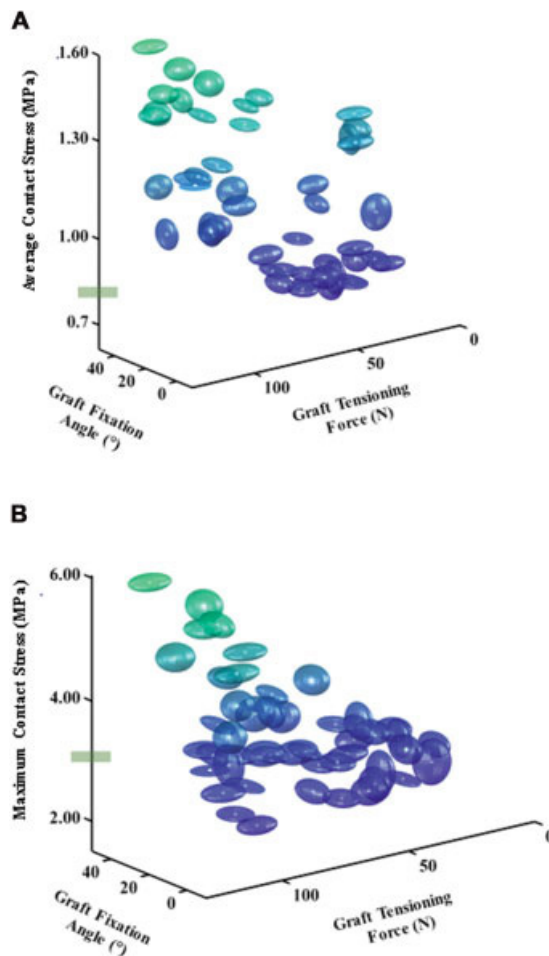 A
1.60
1.30
1.00
0.7
Average Contact Stress (MPa)
40
20
0
Graft Fixation
Angle (°)
100
50
0
Graft Tensioning
Force (N)
B
6.00
4.00
2.00
Maximum Contact Stress (MPa)
40
20
0
Graft Fixation
Angle (°)
100
50
0
Graft Tensioning
Force (N)